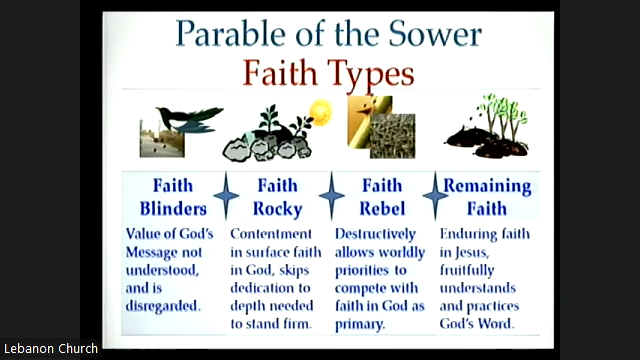 Parable of the Sower
Faith Types
Faith
Blinders
Faith
Rocky
Faith
Rebel
Remaining
Faith
Value of God's
Message not
understood,
and is
disregarded.
Contentment
in surface faith
in God, skips
dedication to
depth needed
to stand firm.
Destructively
allows worldly
priorities to
compete with
faith in God as
primary.
Enduring faith
in Jesus,
fruitfully
understands
and practices
God's Word.
Lebanon Church